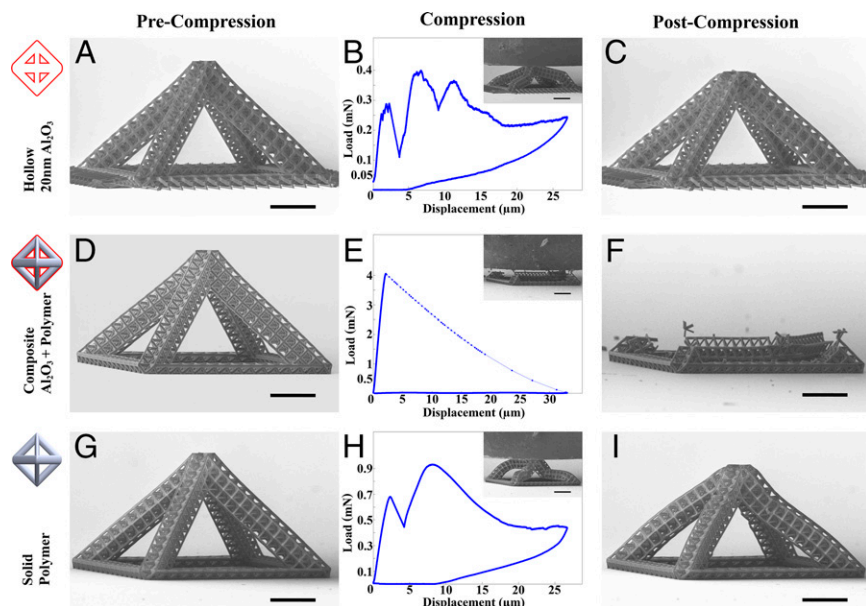 Pre-Compression
Compression
Post-Compression
Hollow
20nm Al₂O₃
A
B
0.4
0.3
0.2
0.1
0.05
Load (mN)
0
5
10
15
20
25
Displacement (µm)
C
Composite
Al₂O₃ + Polymer
D
E
4
3
2
1
0.5
Load (mN)
0
5
10
15
20
25
30
Displacement (µm)
F
Solid
Polymer
G
H
0.9
0.7
0.5
0.3
0.1
Load (mN)
0
5
10
15
20
25
Displacement (µm)
I